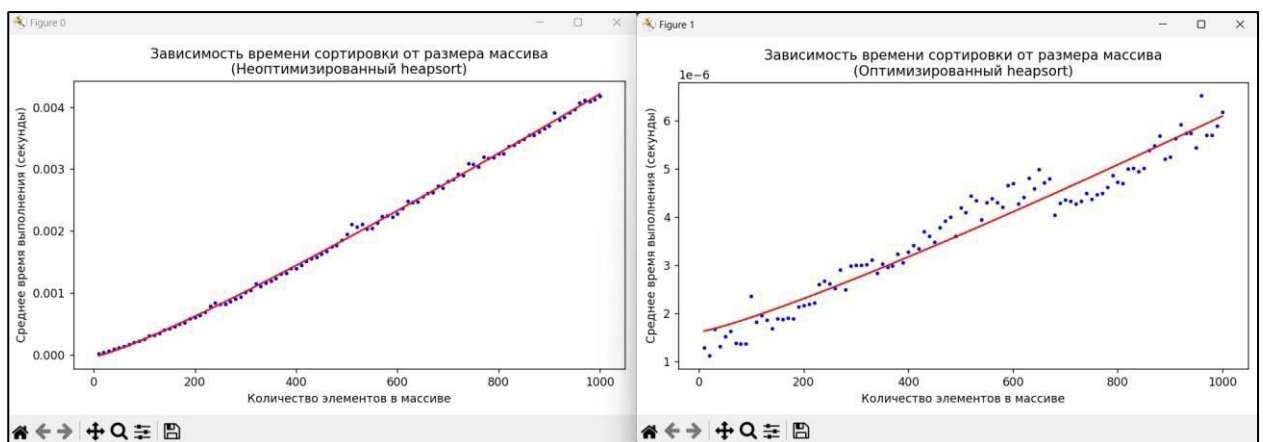 Figure 0
Зависимость времени сортировки от размера массива
(Неоптимизированный heapsort)
Среднее время выполнения (секунды)
0.004
0.003
0.002
0.001
0.000
0
200
400
600
800
1000
Количество элементов в массиве
Figure 1
Зависимость времени сортировки от размера массива
(Оптимизированный heapsort)
1e-6
Среднее время выполнения (секунды)
6
5
4
3
2
1
0
200
400
600
800
1000
Количество элементов в массиве